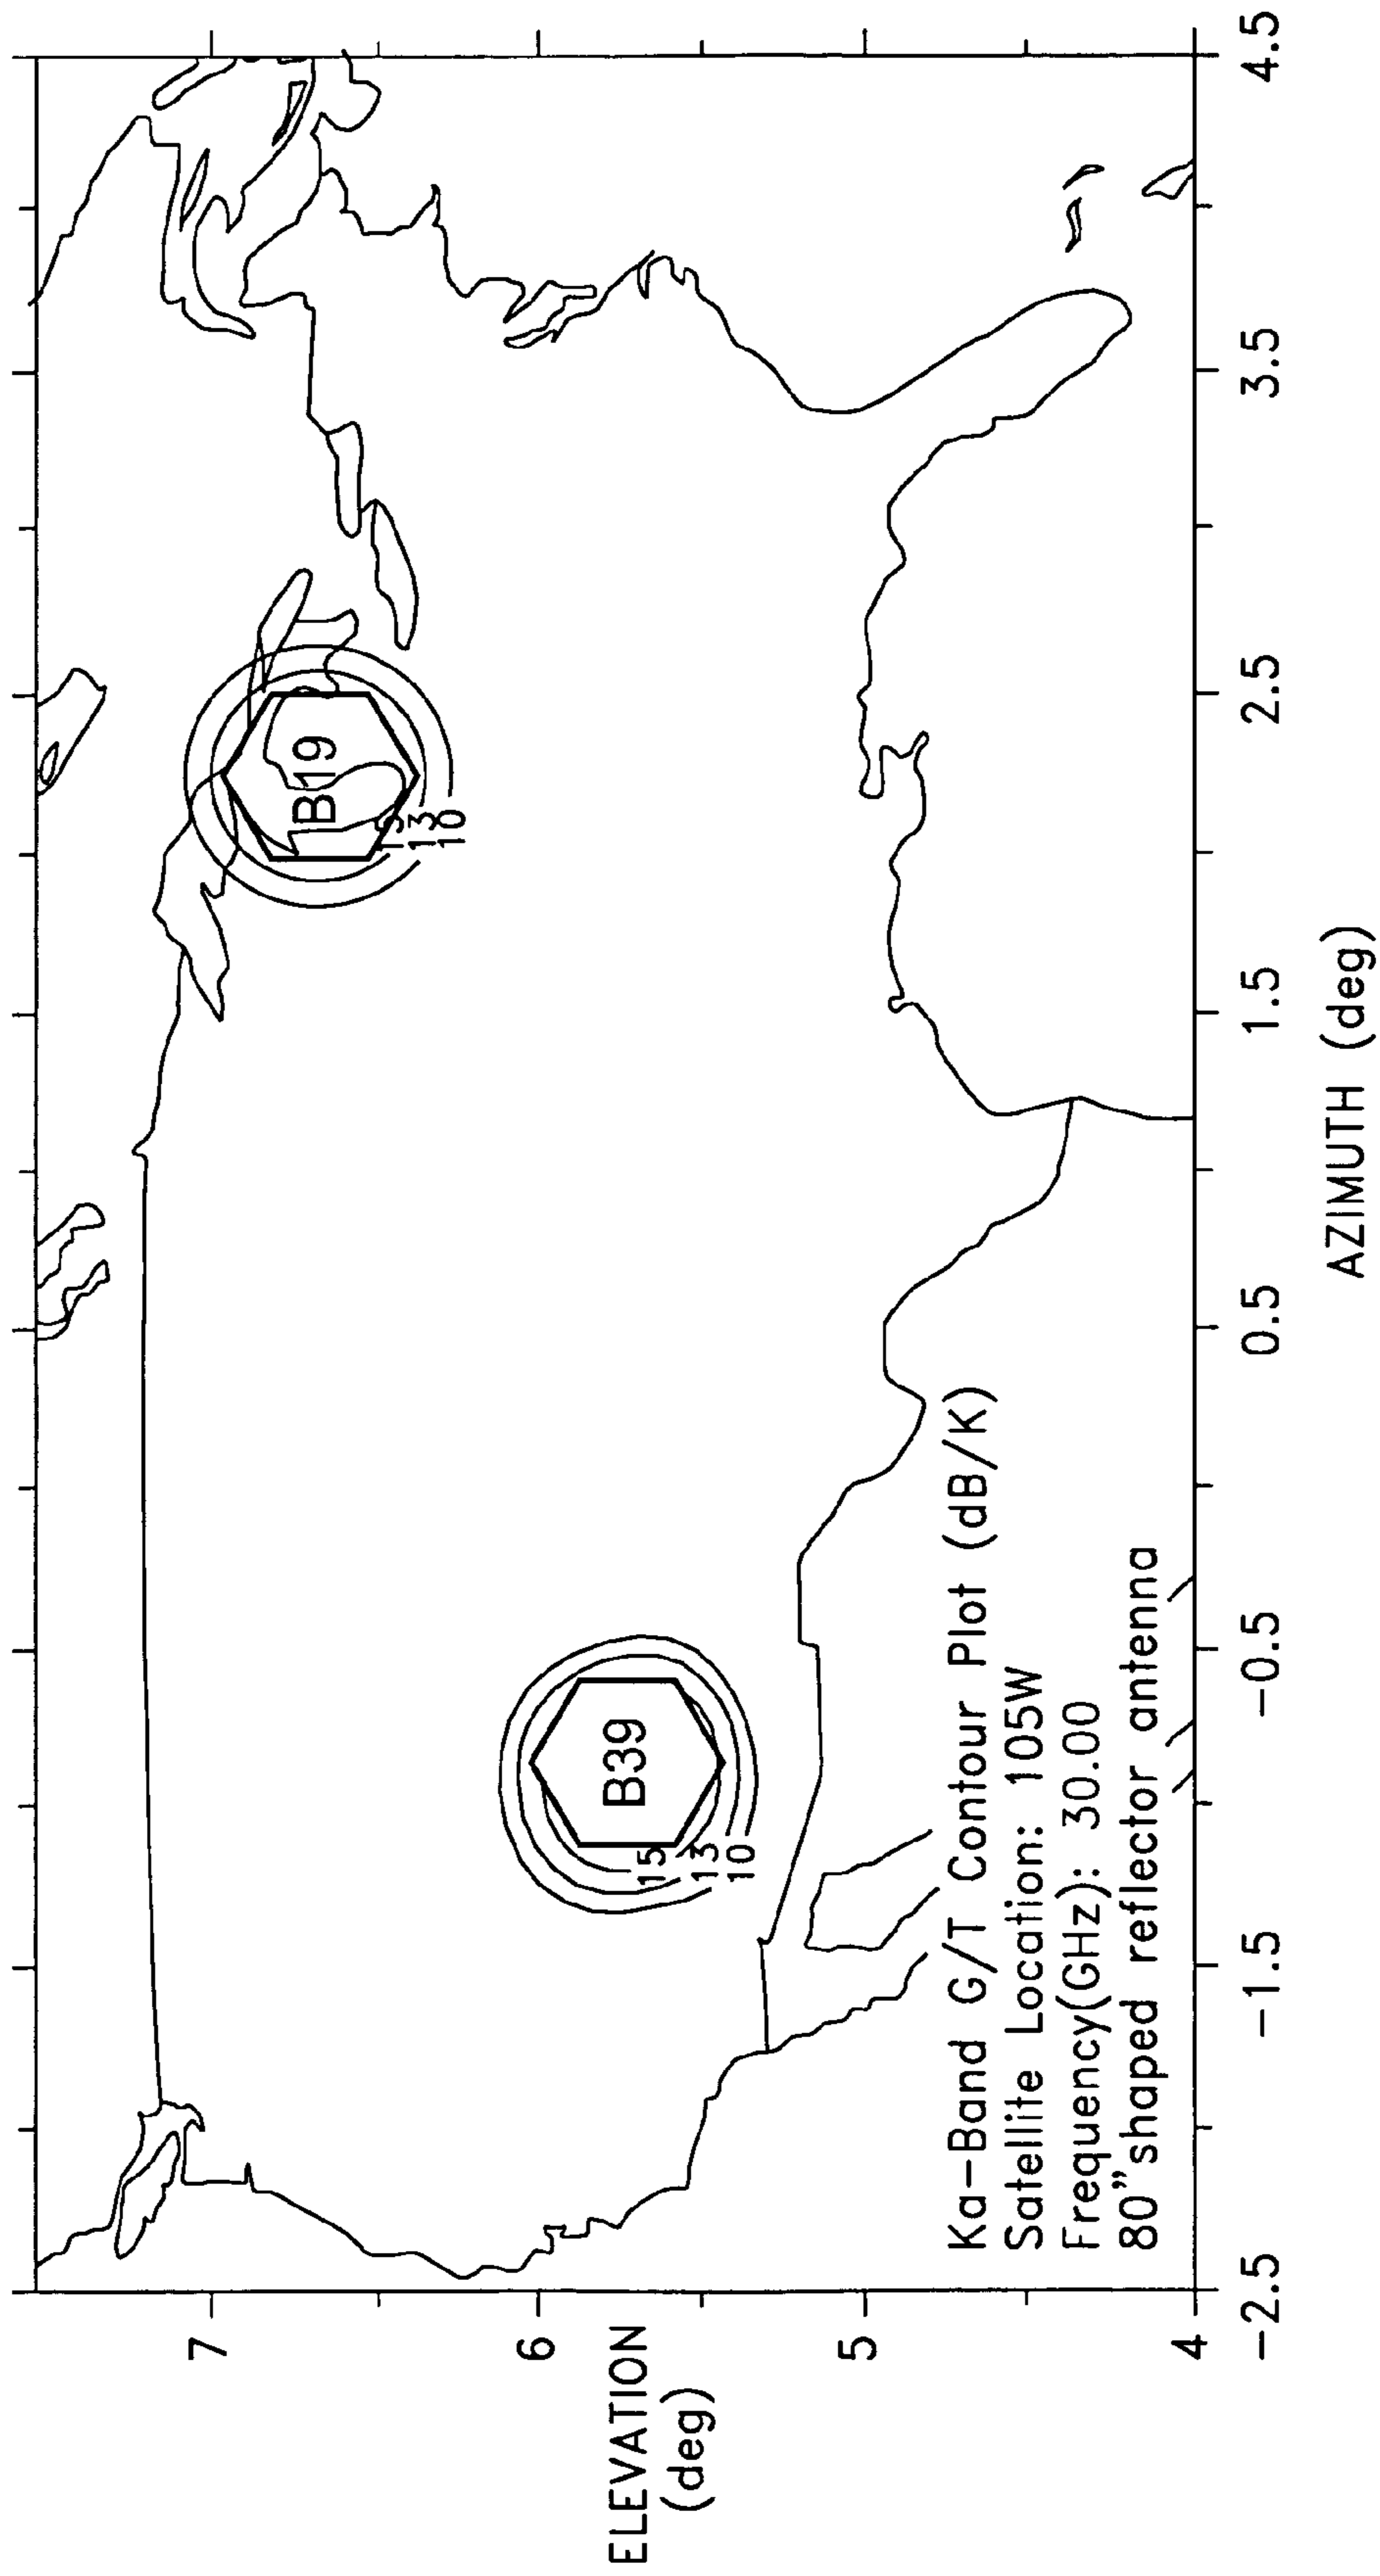 ELEVATION
(deg)
7
6
5
4
B19
15
13
10
B39
15
13
10
Ka-Band G/T Contour Plot (dB/K)
Satellite Location: 105W
Frequency(GHz): 30.00
80" shaped reflector antenna
-2.5
-1.5
-0.5
0.5
1.5
2.5
3.5
4.5
AZIMUTH (deg)